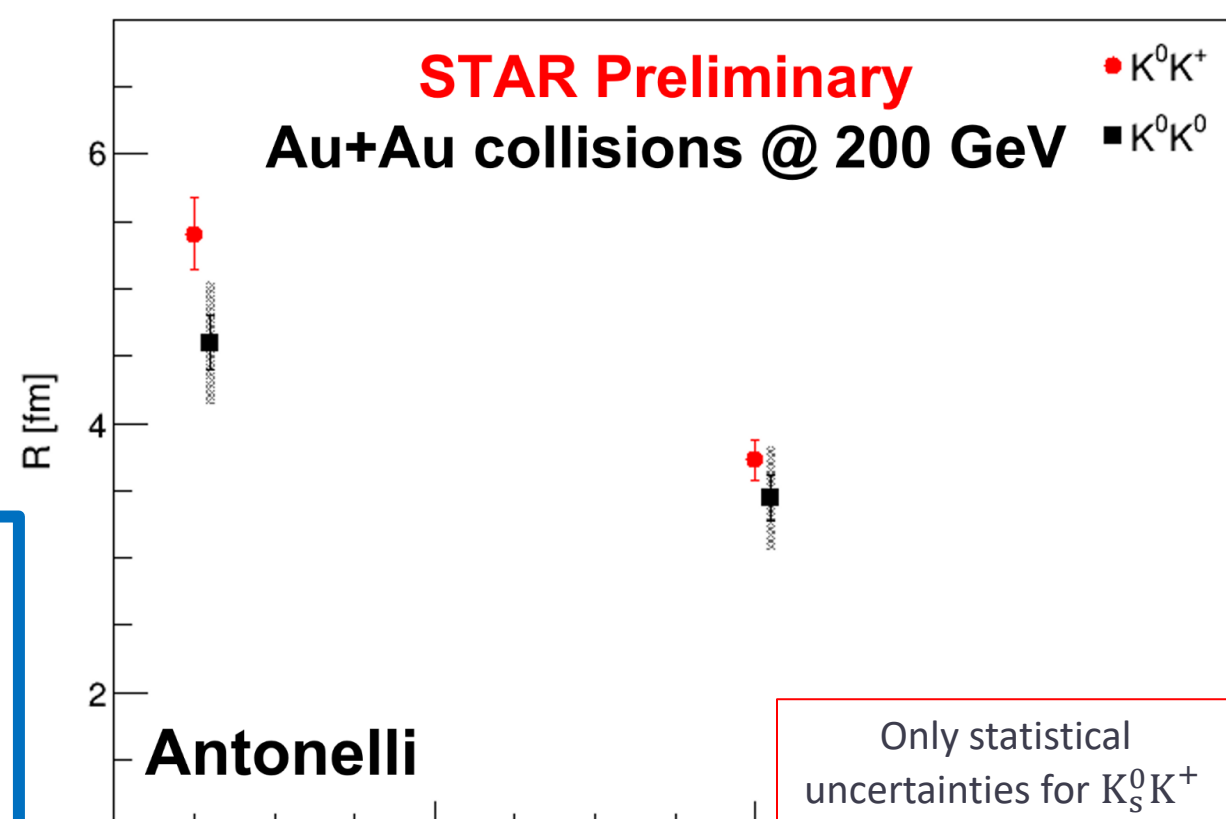 STAR Preliminary
Au+Au collisions @ 200 GeV
K⁰K⁺
K⁰K⁰
6
4
2
R [fm]
Antonelli
Only statistical
uncertainties for K⁰ₛK⁺